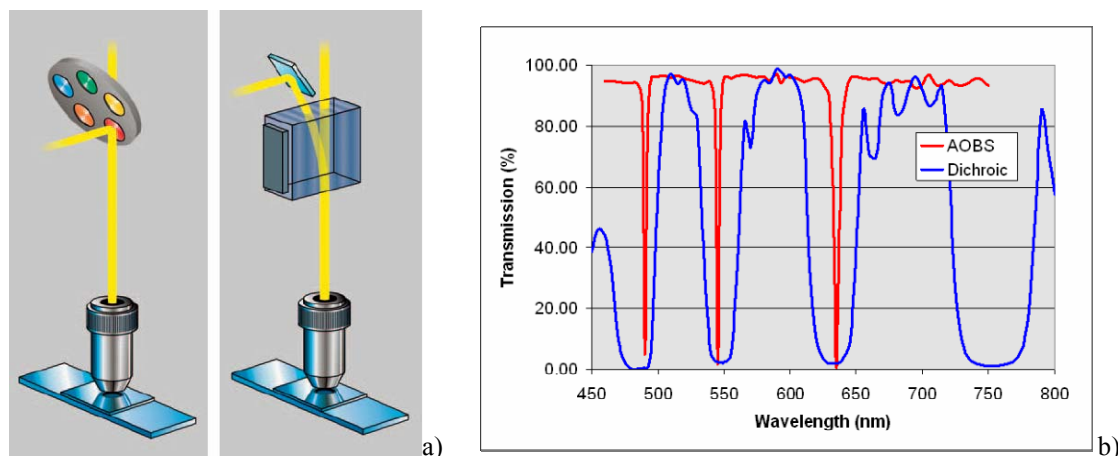 a)
100.00
80.00
60.00
40.00
20.00
0.00
Transmission (%)
AOBS
Dichroic
450 500 550 600 650 700 750 800
Wavelength (nm)
b)